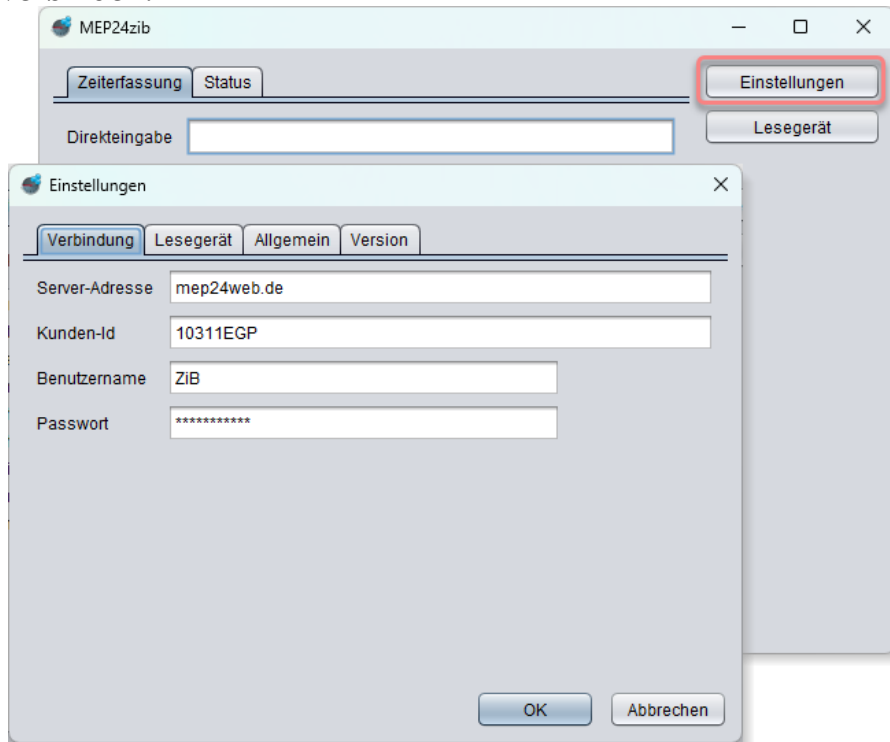 MEP24zib
Zeiterfassung Status Einstellungen
Direkteingabe Lesegerät
Einstellungen
Verbindung Lesegerät Allgemein Version
Server-Adresse mep24web.de
Kunden-Id 10311EGP
Benutzername ZiB
Passwort ***********
OK Abbrechen